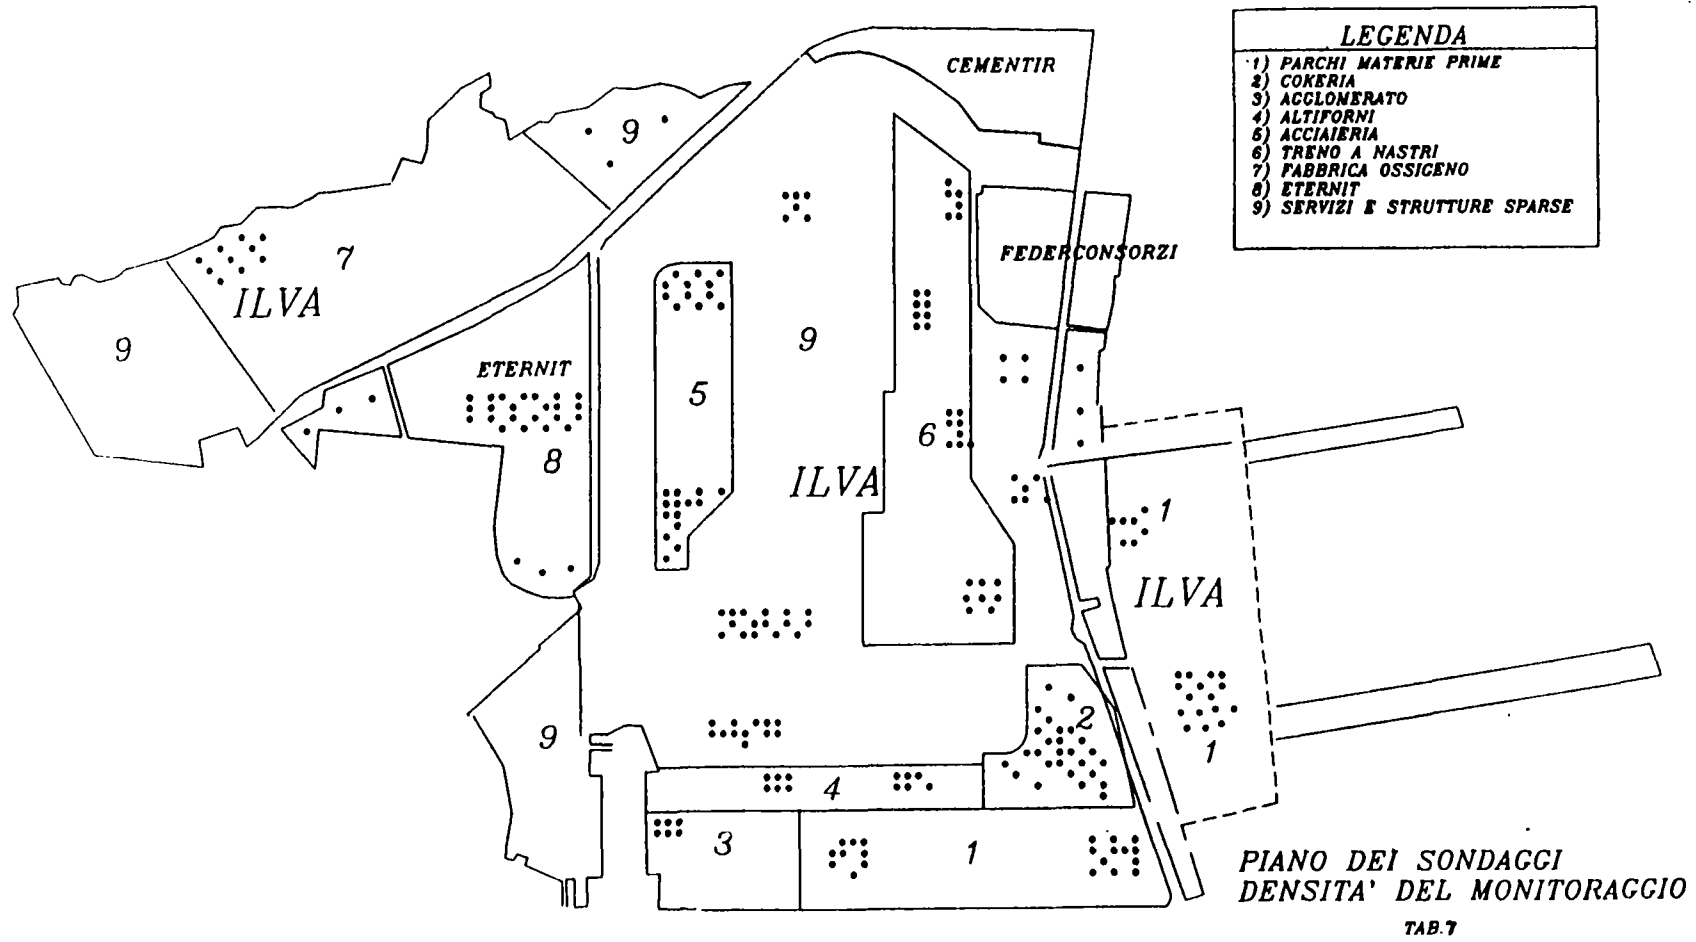 LEGENDA
1) PARCHI MATERIE PRIME
2) COKERIA
3) AGGLOMERATO
4) ALTIFORNI
5) ACCIAIERIA
6) TRENO A NASTRI
7) FABBRICA OSSIGENO
8) ETERNIT
9) SERVIZI E STRUTTURE SPARSE
CEMENTIR
9
FEDERCONSORZI
7
ILVA
9
9
ETERNIT
5
6
8
ILVA
1
ILVA
2
9
1
4
3
1
PIANO DEI SONDAGGI
DENSITA' DEL MONITORAGGIO
TAB.7